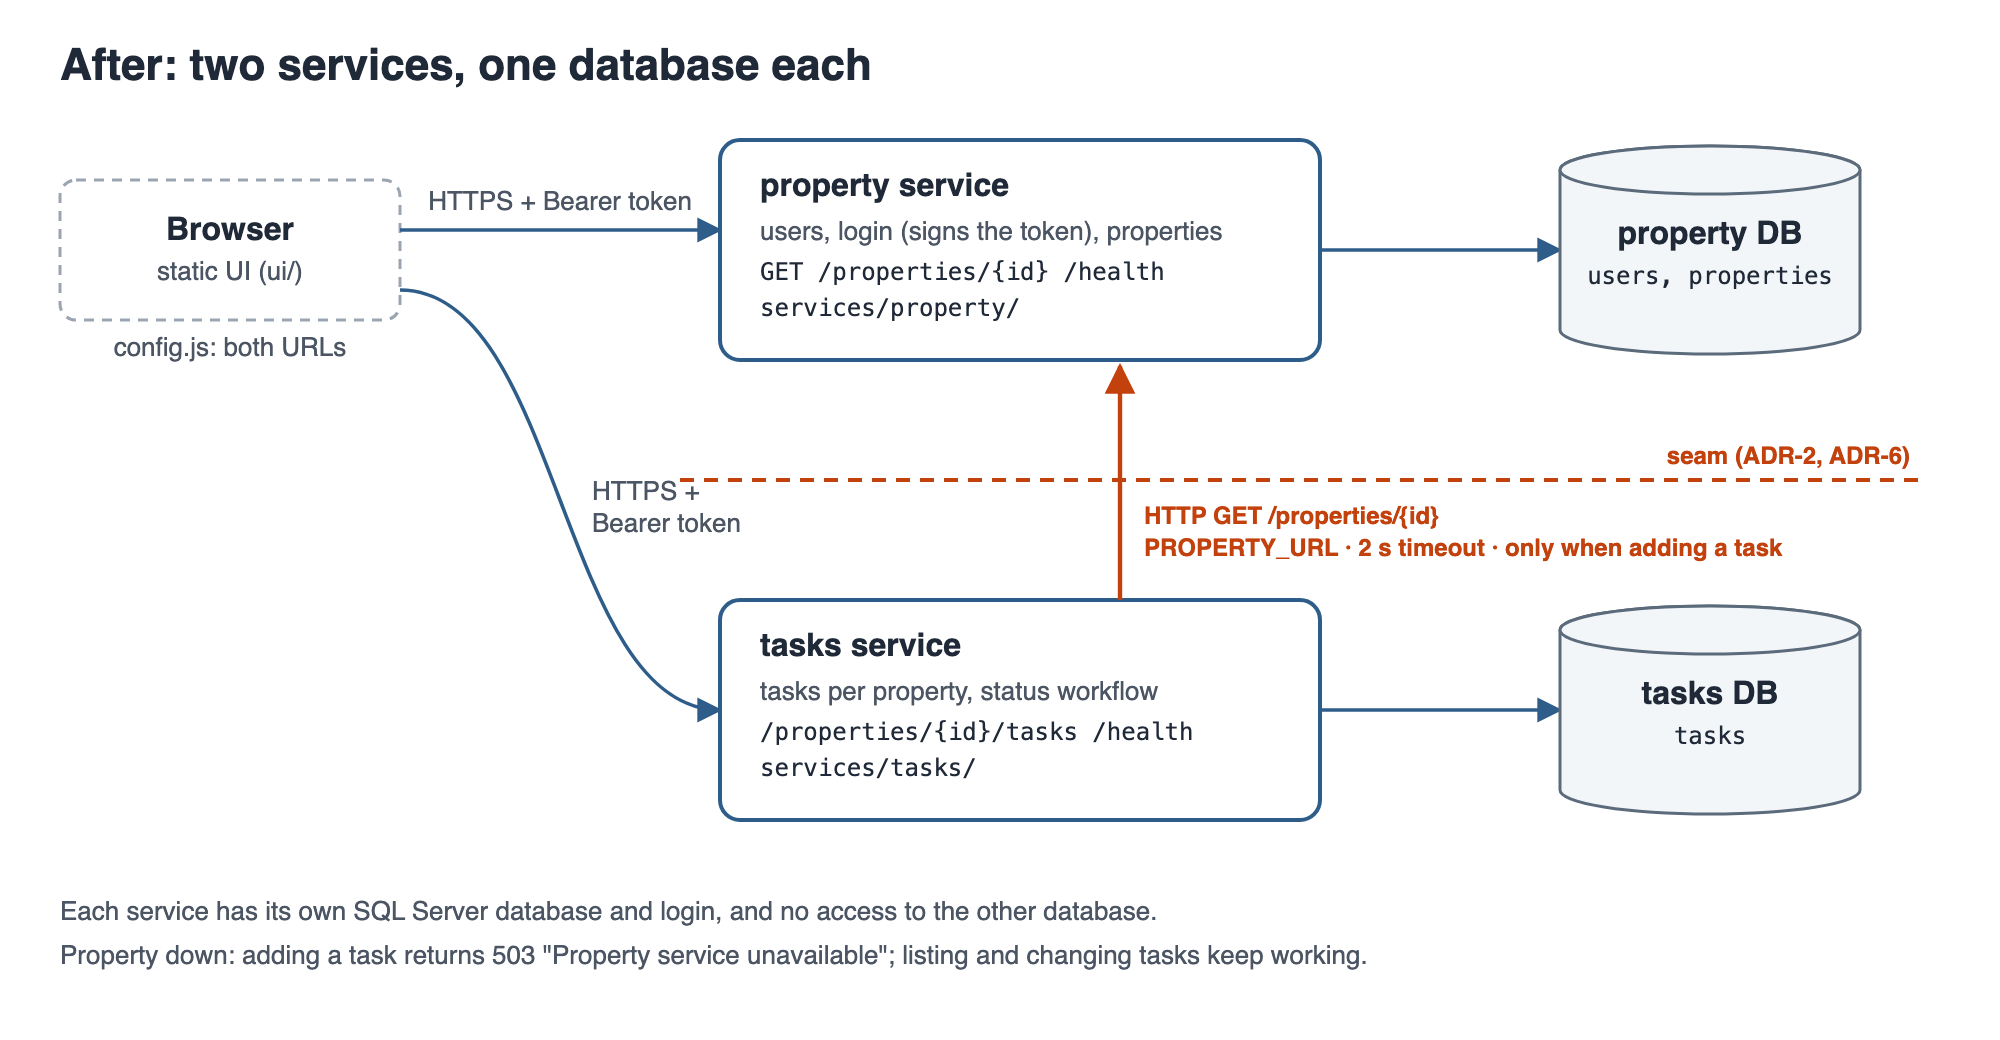 After: two services, one database each
Browser
static UI (ui/)
config.js: both URLs
HTTPS + Bearer token
property service
users, login (signs the token), properties
GET /properties/{id} /health
services/property/
property DB
users, properties
seam (ADR-2, ADR-6)
HTTPS +
Bearer token
HTTP GET /properties/{id}
PROPERTY_URL · 2 s timeout · only when adding a task
tasks service
tasks per property, status workflow
/properties/{id}/tasks /health
services/tasks/
tasks DB
tasks
Each service has its own SQL Server database and login, and no access to the other database.
Property down: adding a task returns 503 "Property service unavailable"; listing and changing tasks keep working.